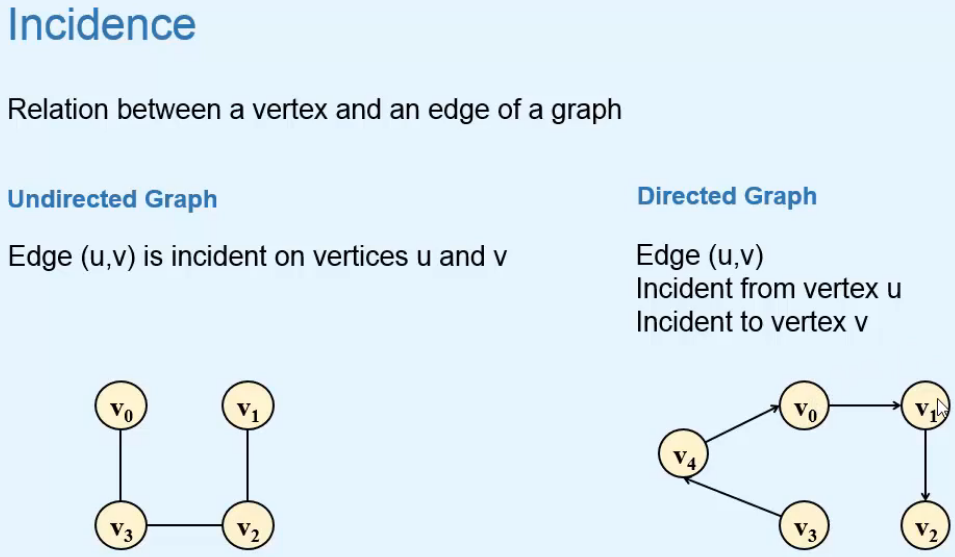 Incidence
Relation between a vertex and an edge of a graph
Undirected Graph
Edge (u,v) is incident on vertices u and v
Directed Graph
Edge (u,v)
Incident from vertex u
Incident to vertex v
v0 v1
v3 v2
v0 v1
v4
v3 v2